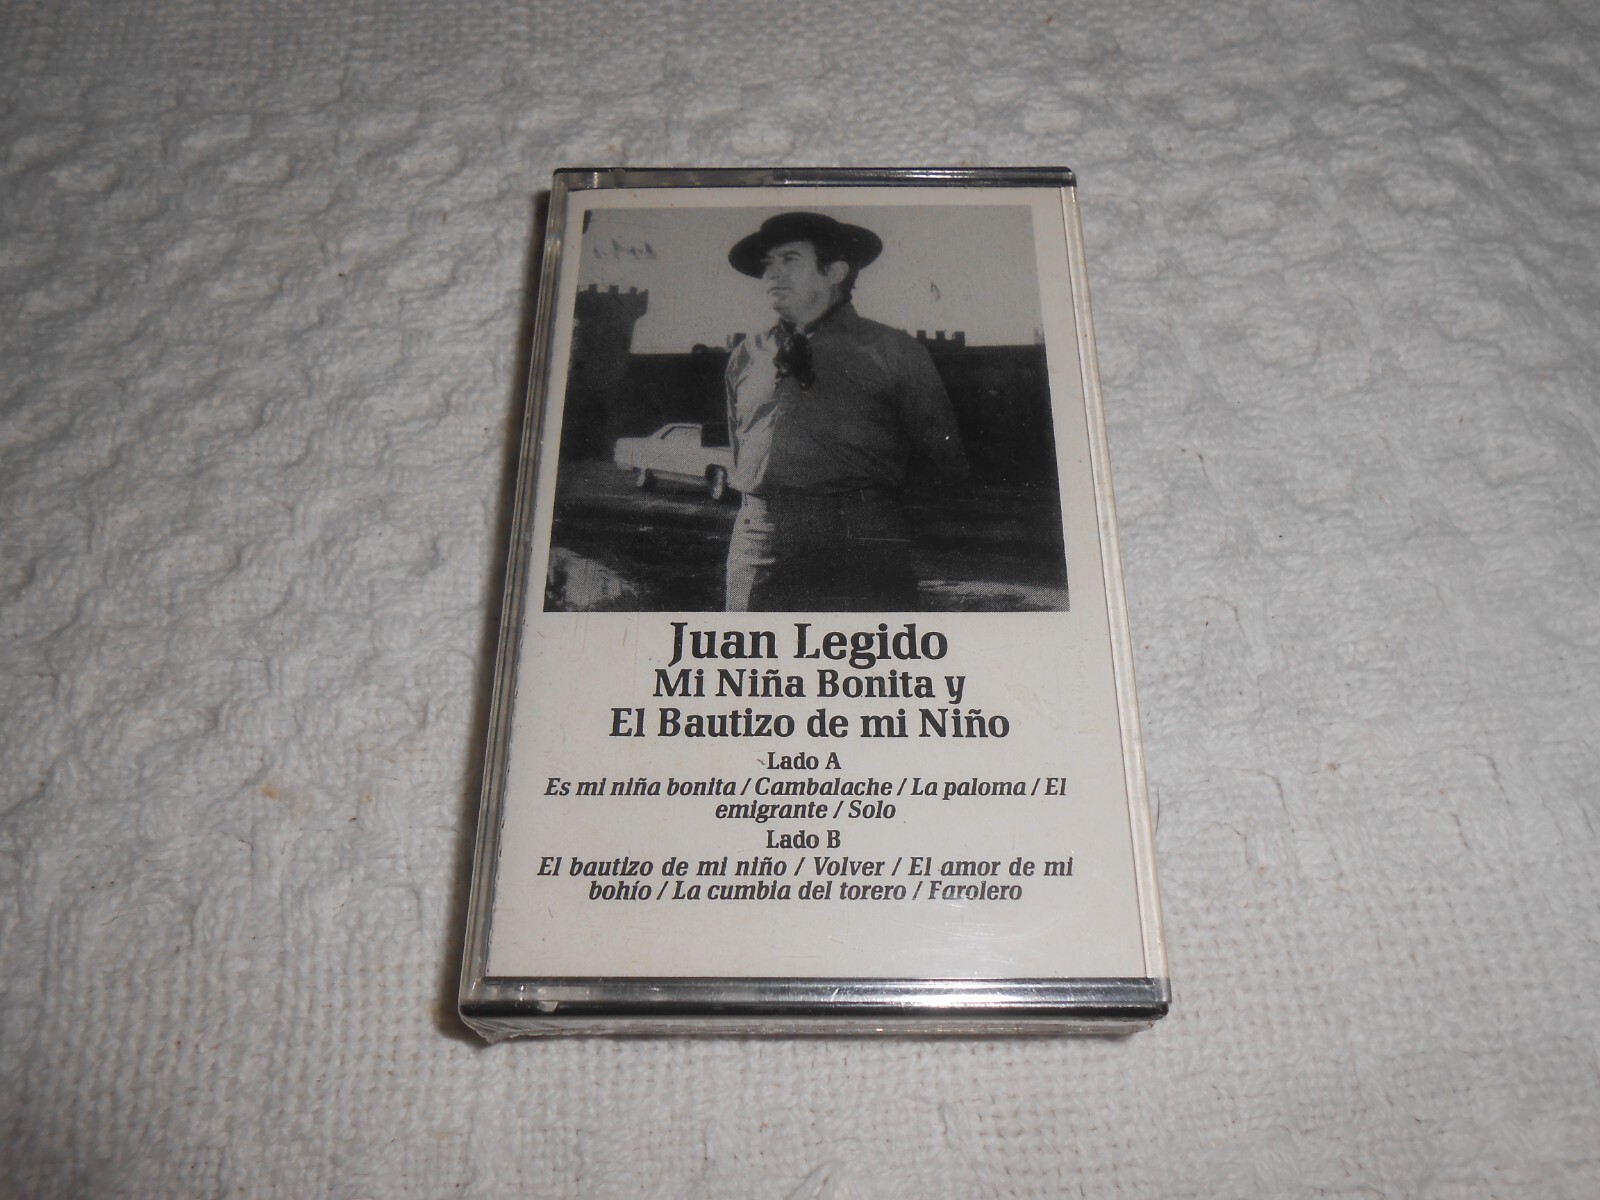 Juan Legido
Mi Niña Bonita y
El Bautizo de mi Niño
Lado A
Es mi niña bonita / Cambalache / La paloma / El
emigrante / Solo
Lado B
El bautizo de mi niño / Volver / El amor de mi
bohío / La cumbia del torero / Farolero